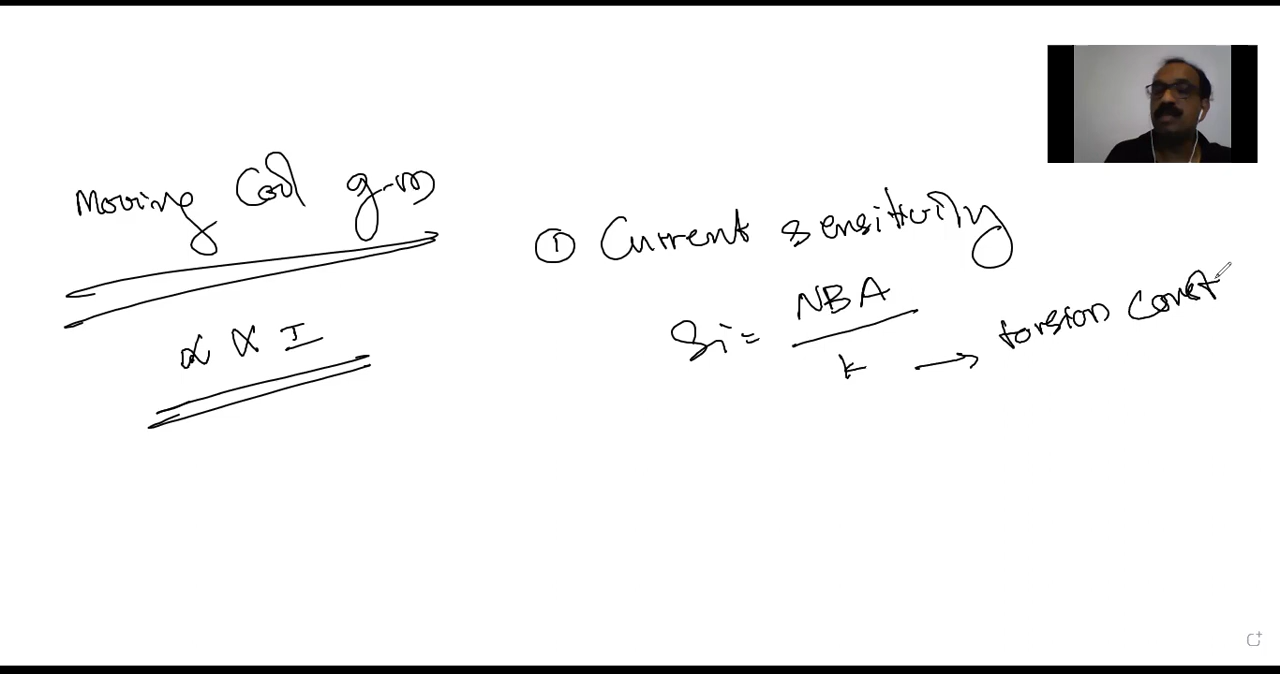 Moving Coil g-m
α ∝ I
① Current sensitivity
Si = NBA / k → torsion const